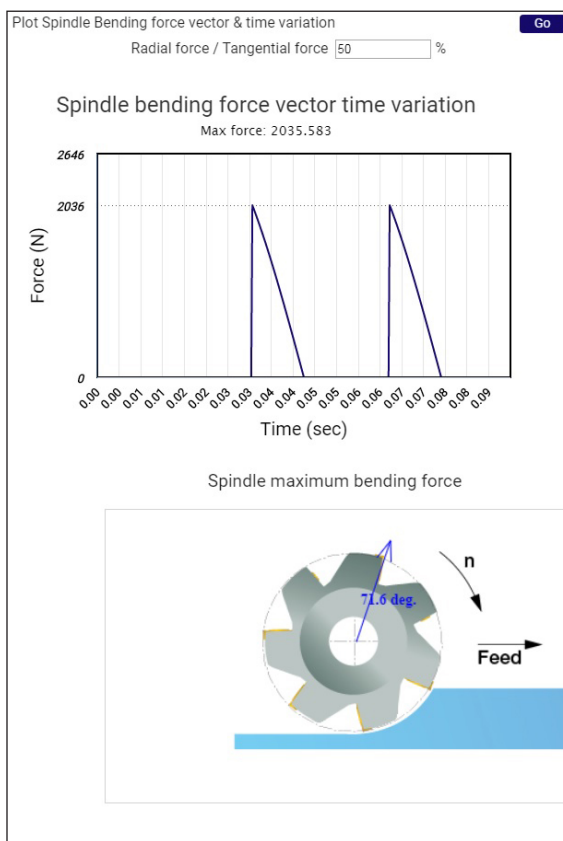 Plot Spindle Bending force vector & time variation Go
Radial force / Tangential force 50 %
Spindle bending force vector time variation
Max force: 2035.583
2646
2036
Force (N)
0
0.00 0.00 0.01 0.01 0.02 0.02 0.03 0.03 0.04 0.04 0.05 0.05 0.06 0.06 0.07 0.07 0.08 0.08 0.09
Time (sec)
Spindle maximum bending force
n
71.6 deg.
Feed